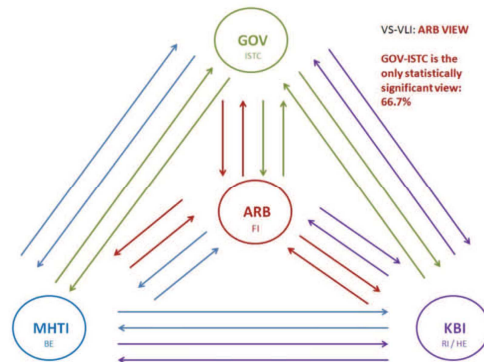 GOV
ISTC
VS-VLI: ARB VIEW
GOV-ISTC is the
only statistically
significant view:
66.7%
ARB
FI
MHTI
BE
KBI
RI / HE